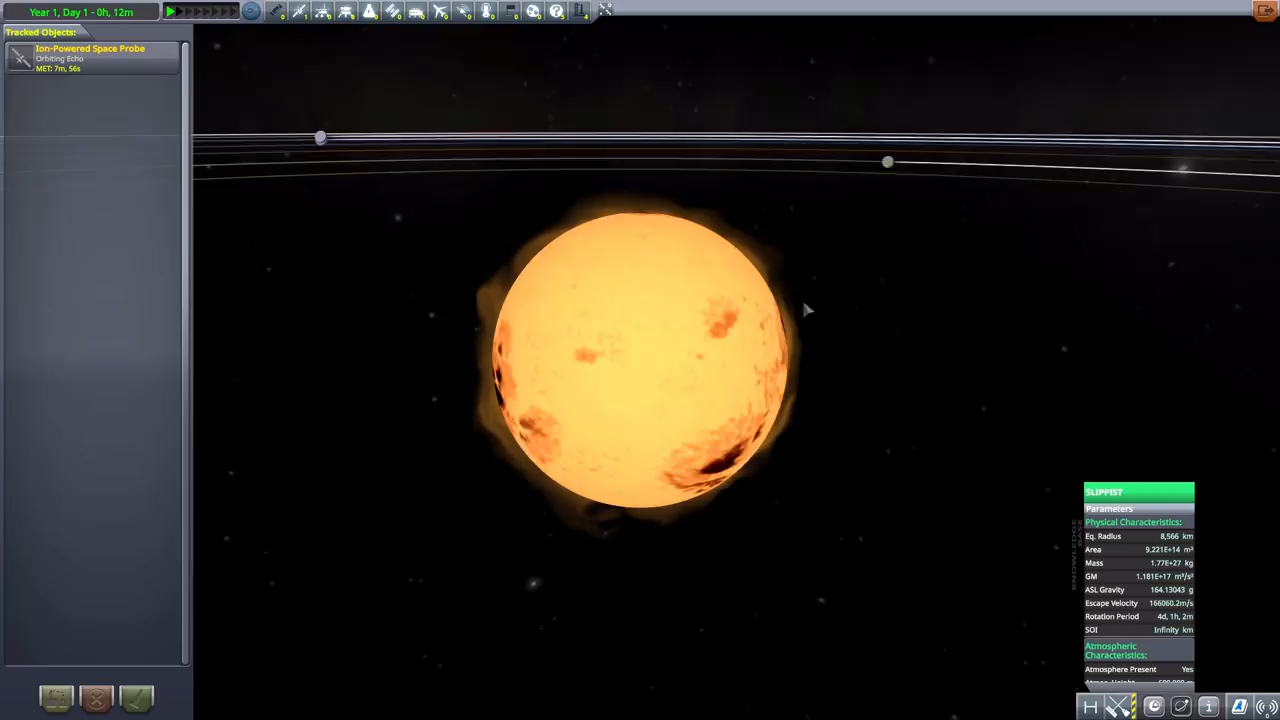 Year 1, Day 1 - 0h, 12m
Tracked Objects:
Ion-Powered Space Probe
Orbiting Echo
MET: 7m, 56s
SLIPPIST
Parameters
Physical Characteristics:
Eq. Radius 8,566 km
Area 9.221E+14 m²
Mass 1.77E+27 kg
GM 1.181E+17 m³/s²
ASL Gravity 164.13043 g
Escape Velocity 166060.2m/s
Rotation Period 4d, 1h, 2m
SOI Infinity km
Atmospheric
Characteristics:
Atmosphere Present Yes
KNOWLEDGE
BASE